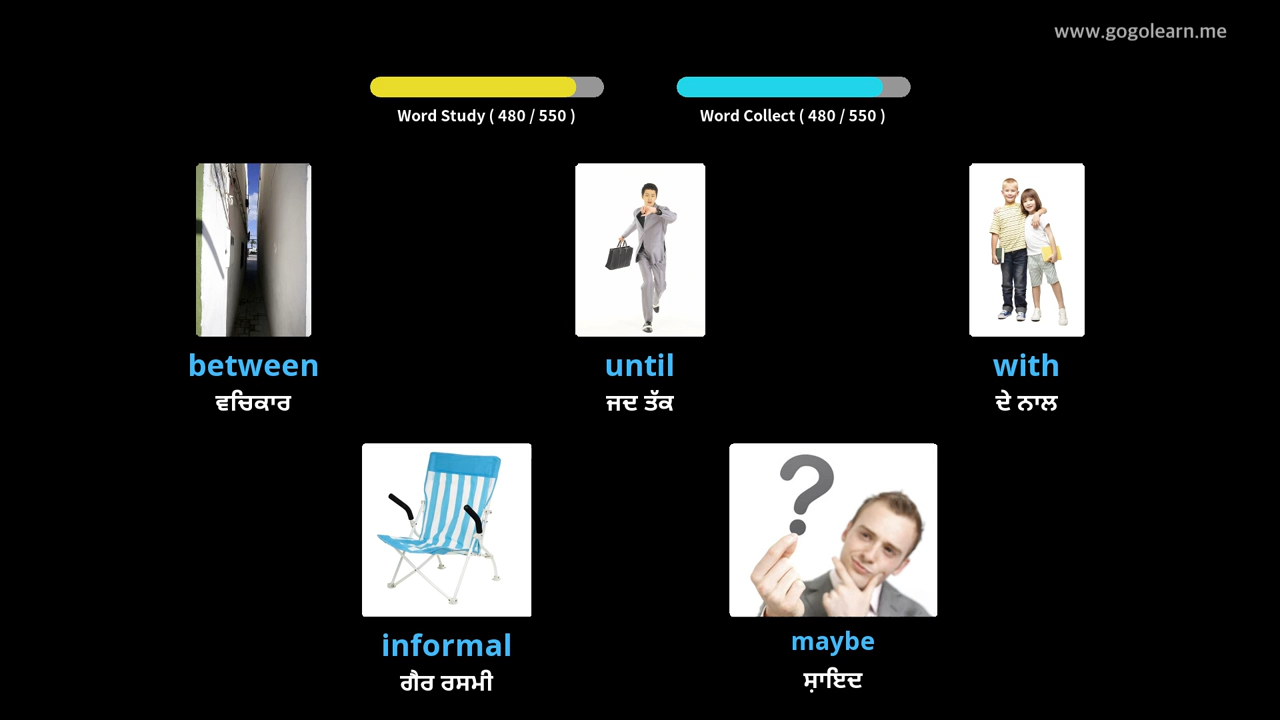 www.gogolearn.me
Word Study ( 480 / 550 )
Word Collect ( 480 / 550 )
between
ਵਚਿਕਾਰ
until
ਜਦ ਤੱਕ
with
ਦੇ ਨਾਲ
informal
ਗੈਰ ਰਸਮੀ
maybe
ਸ਼ਾਇਦ